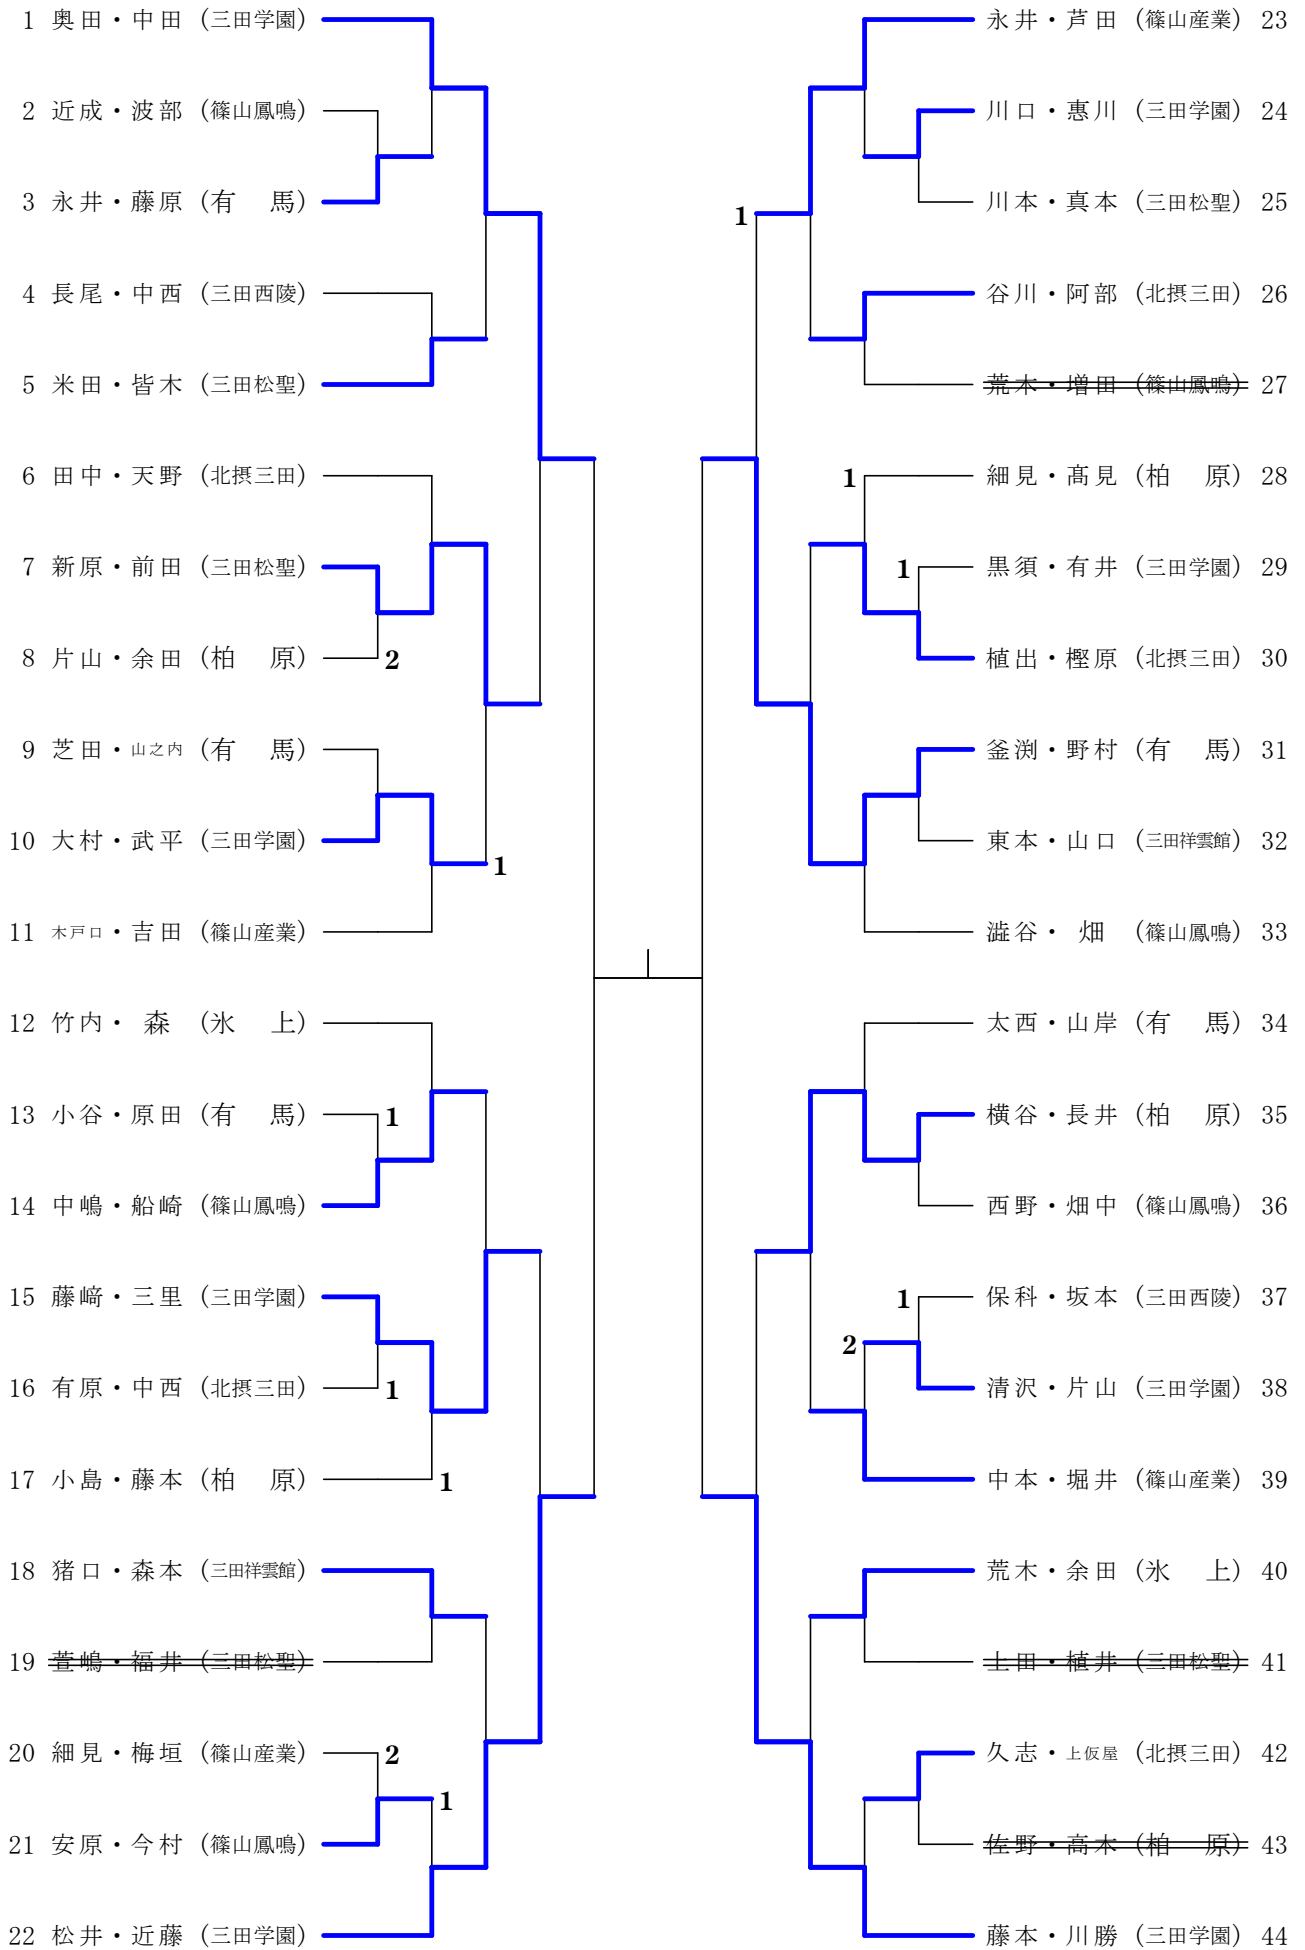 1 奥田・中田 (三田学園)
2 近成・波部 (篠山鳳鳴)
3 永井・藤原 (有　馬)
4 長尾・中西 (三田西陵)
5 米田・皆木 (三田松聖)
6 田中・天野 (北摂三田)
7 新原・前田 (三田松聖)
8 片山・余田 (柏　原) 2
9 芝田・山之内 (有　馬)
10 大村・武平 (三田学園)
1
11 木戸口・吉田 (篠山産業)
12 竹内・ 森 (氷　上)
13 小谷・原田 (有　馬) 1
14 中嶋・船崎 (篠山鳳鳴)
15 藤﨑・三里 (三田学園)
16 有原・中西 (北摂三田) 1
17 小島・藤本 (柏　原) 1
18 猪口・森本 (三田祥雲館)
19 萱嶋・福井 (三田松聖)
20 細見・梅垣 (篠山産業) 2
1
21 安原・今村 (篠山鳳鳴)
22 松井・近藤 (三田学園)
永井・芦田 (篠山産業) 23
川口・惠川 (三田学園) 24
川本・真本 (三田松聖) 25
1
谷川・阿部 (北摂三田) 26
荒木・増田 (篠山鳳鳴) 27
1 細見・髙見 (柏　原) 28
1 黒須・有井 (三田学園) 29
植出・樫原 (北摂三田) 30
釜渕・野村 (有　馬) 31
東本・山口 (三田祥雲館) 32
澁谷・ 畑 (篠山鳳鳴) 33
太西・山岸 (有　馬) 34
横谷・長井 (柏　原) 35
西野・畑中 (篠山鳳鳴) 36
1 保科・坂本 (三田西陵) 37
2
清沢・片山 (三田学園) 38
中本・堀井 (篠山産業) 39
荒木・余田 (氷　上) 40
土田・植井 (三田松聖) 41
久志・上仮屋 (北摂三田) 42
佐野・高木 (柏　原) 43
藤本・川勝 (三田学園) 44